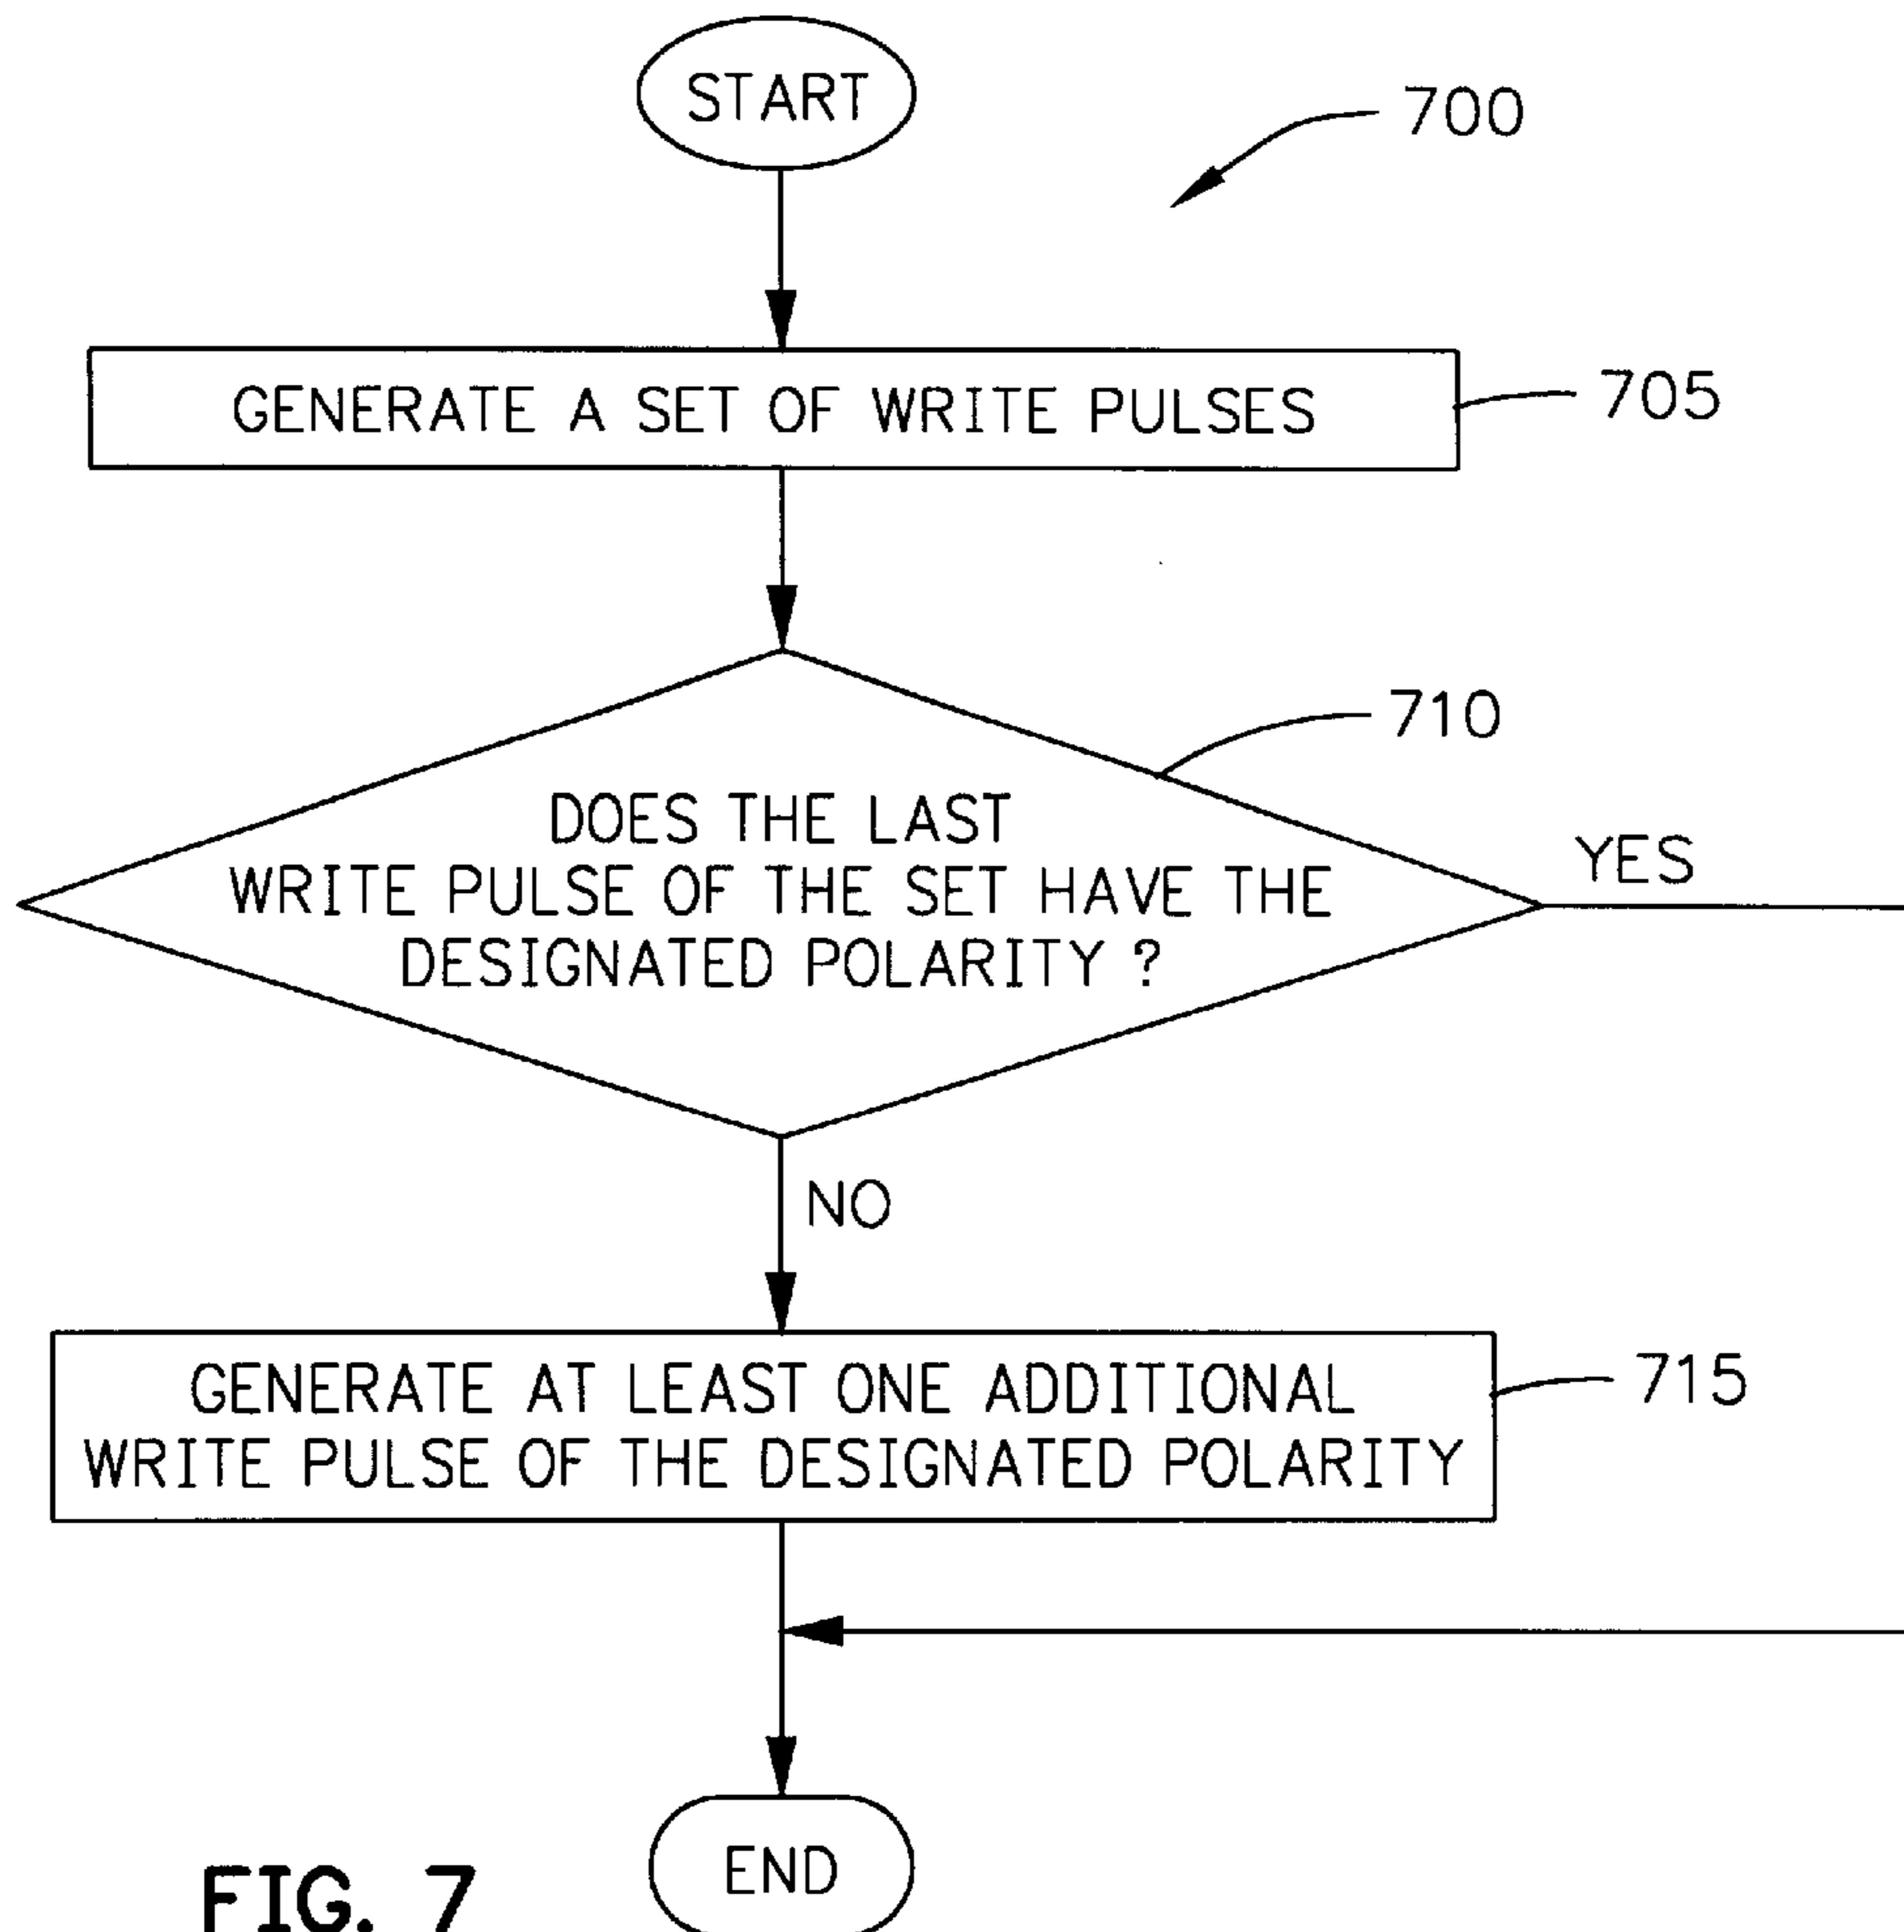 START
700
GENERATE A SET OF WRITE PULSES
705
710
DOES THE LAST
WRITE PULSE OF THE SET HAVE THE
DESIGNATED POLARITY ?
YES
NO
GENERATE AT LEAST ONE ADDITIONAL
WRITE PULSE OF THE DESIGNATED POLARITY
715
END
FIG. 7